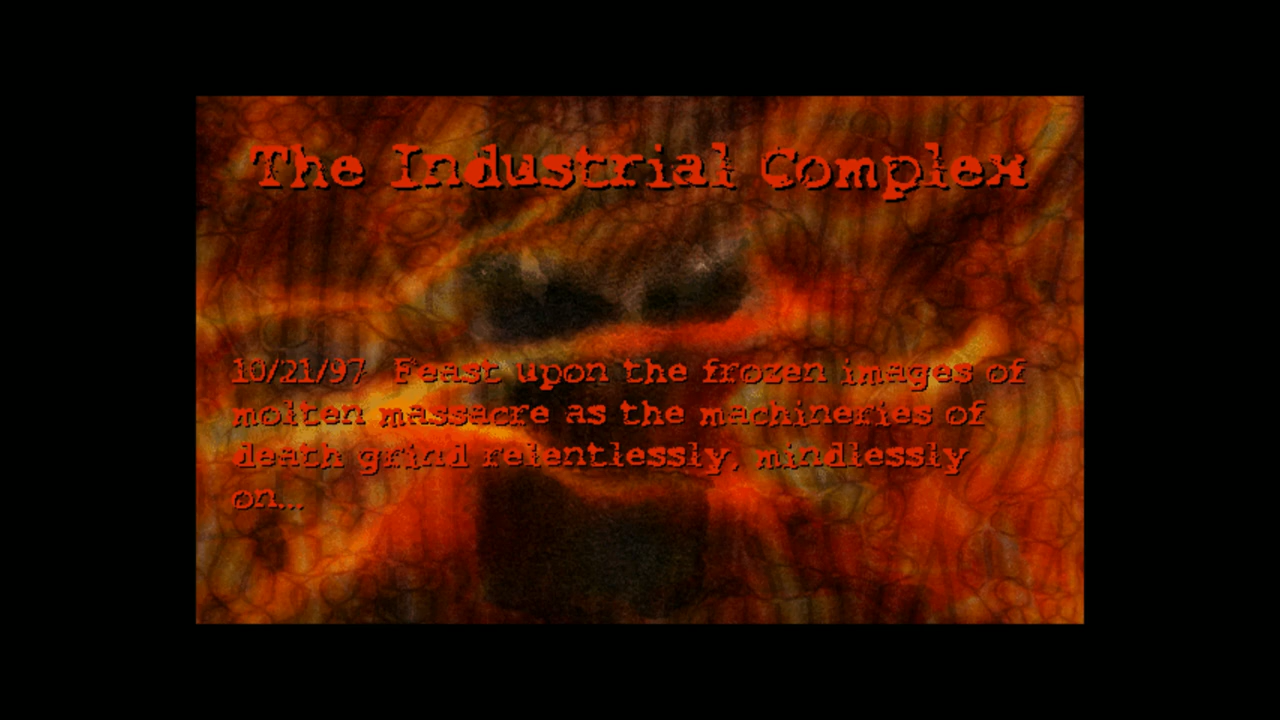 The Industrial Complex
10/21/97 Feast upon the frozen images of
molten massacre as the machineries of
death grind relentlessly, mindlessly
on...